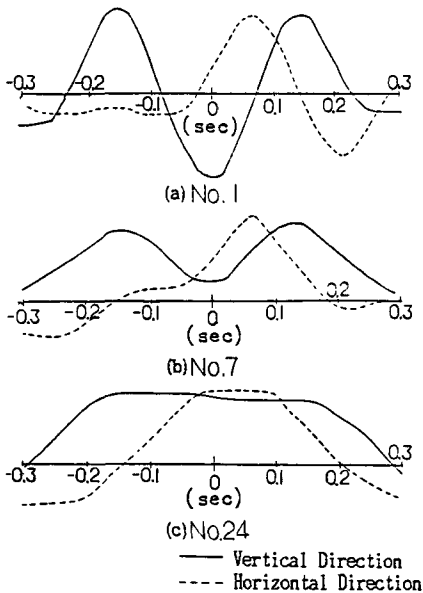 -0.3 -0.2 -0.1 0 0.1 0.2 0.3
(sec)
(a) No. 1
-0.3 -0.2 -0.1 0 0.1 0.2 0.3
(sec)
(b) No.7
-0.3 -0.2 -0.1 0 0.1 0.2 0.3
(sec)
(c) No.24
Vertical Direction
Horizontal Direction